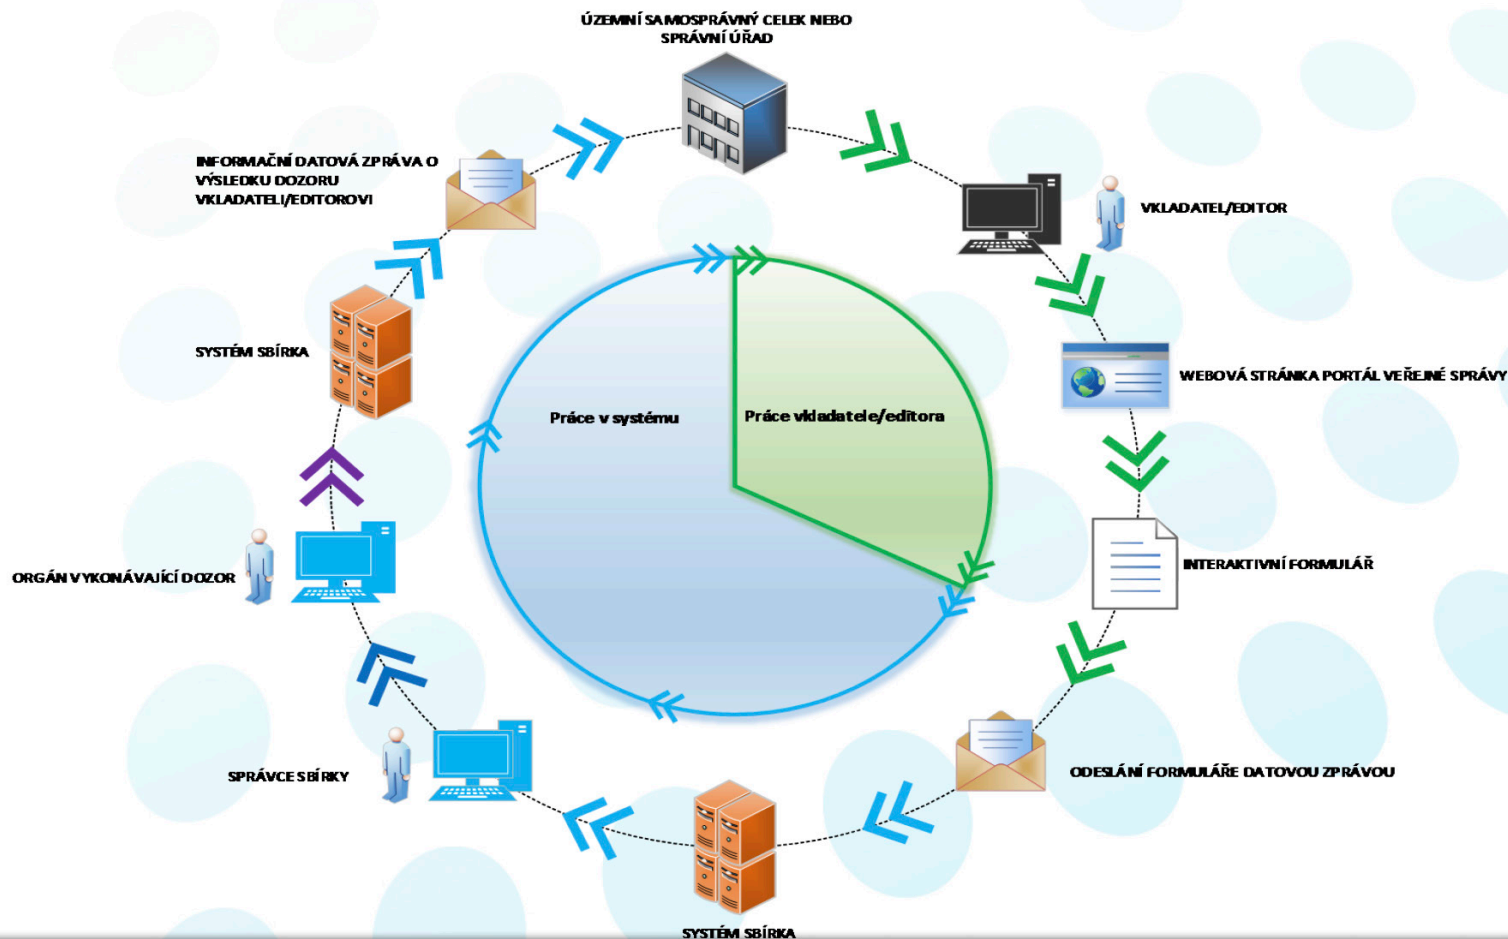 ÚZEMNÍ SAMOSPRÁVNÝ CELEK NEBO
SPRÁVNÍ ÚŘAD
INFORMAČNÍ DATOVÁ ZPRÁVA O
VÝSLEDKU DOZORU
VKLADATELI/EDITOROVI
VKLADATEL/EDITOR
SYSTÉM SBÍRKA
WEBOVÁ STRÁNKA PORTÁL VEŘEJNÉ SPRÁVY
Práce v systému
Práce vkladatele/editora
ORGÁN VYKONÁVAJÍCÍ DOZOR
INTERAKTIVNÍ FORMULÁŘ
SPRÁVCE SBÍRKY
ODESLÁNÍ FORMULÁŘE DATOVOU ZPRÁVOU
SYSTÉM SBÍRKA